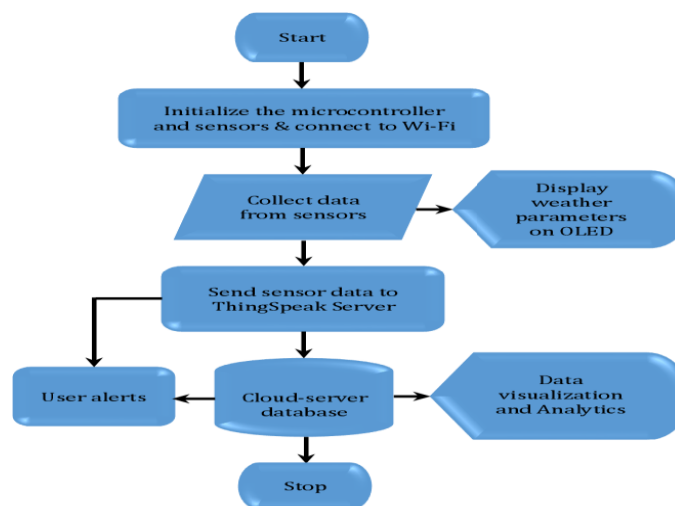 Start
Initialize the microcontroller
and sensors & connect to Wi-Fi
Collect data
from sensors
Display
weather
parameters
on OLED
Send sensor data to
ThingSpeak Server
User alerts
Cloud-server
database
Data
visualization
and Analytics
Stop